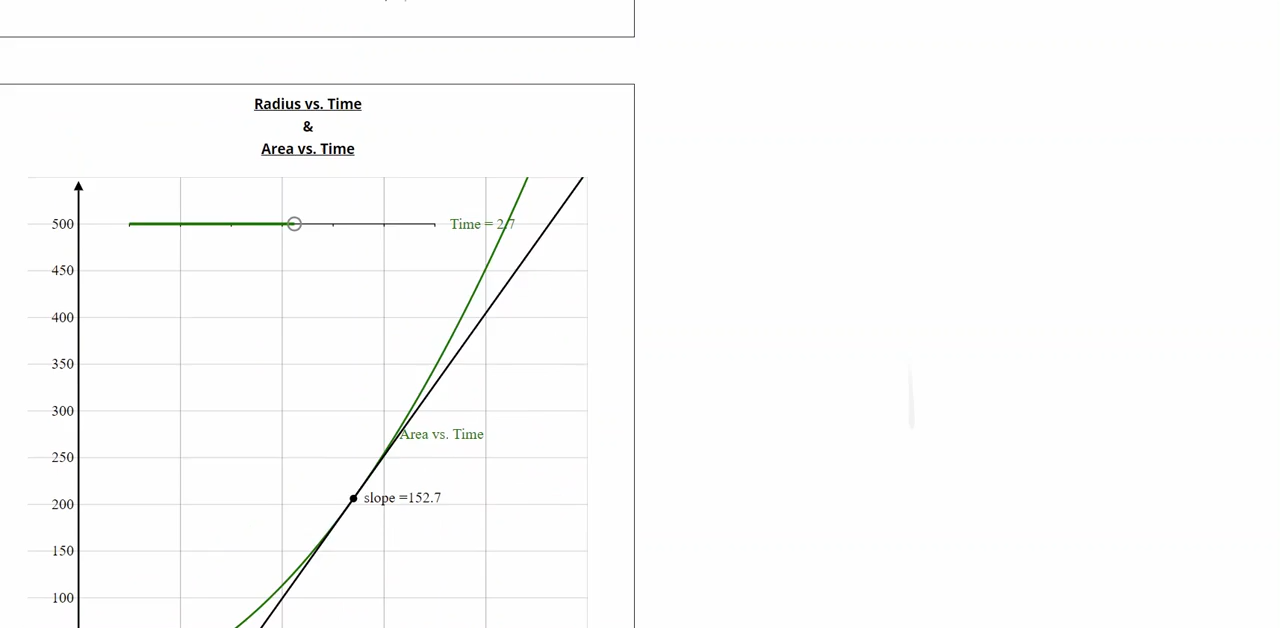 Radius vs. Time
&
Area vs. Time
500
Time = 2.7
450
400
350
300
Area vs. Time
250
200
slope =152.7
150
100